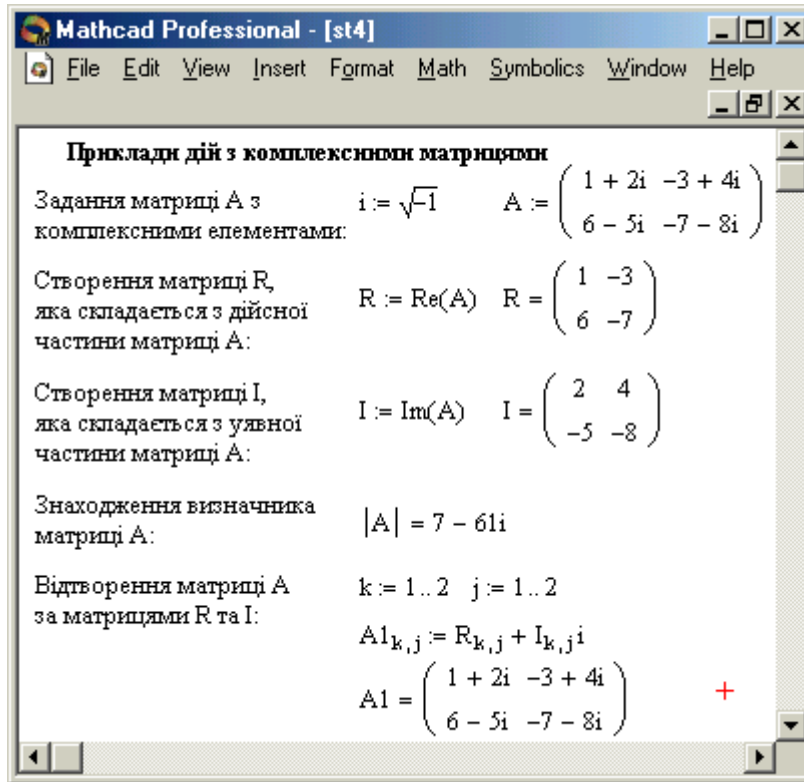 Mathcad Professional - [st4]
File Edit View Insert Format Math Symbolics Window Help
Приклади дій з комплексними матрицями
Задання матриці A з
комплексними елементами:
i := √-1 A := ( 1 + 2i -3 + 4i
6 - 5i -7 - 8i )
Створення матриці R,
яка складається з дійсної
частини матриці A:
R := Re(A) R = ( 1 -3
6 -7 )
Створення матриці I,
яка складається з уявної
частини матриці A:
I := Im(A) I = ( 2 4
-5 -8 )
Знаходження визначника
матриці A:
|A| = 7 - 61i
Відтворення матриці A
за матрицями R та I:
k := 1 .. 2 j := 1 .. 2
A1k,j := Rk,j + Ik,ji
A1 = ( 1 + 2i -3 + 4i
6 - 5i -7 - 8i )